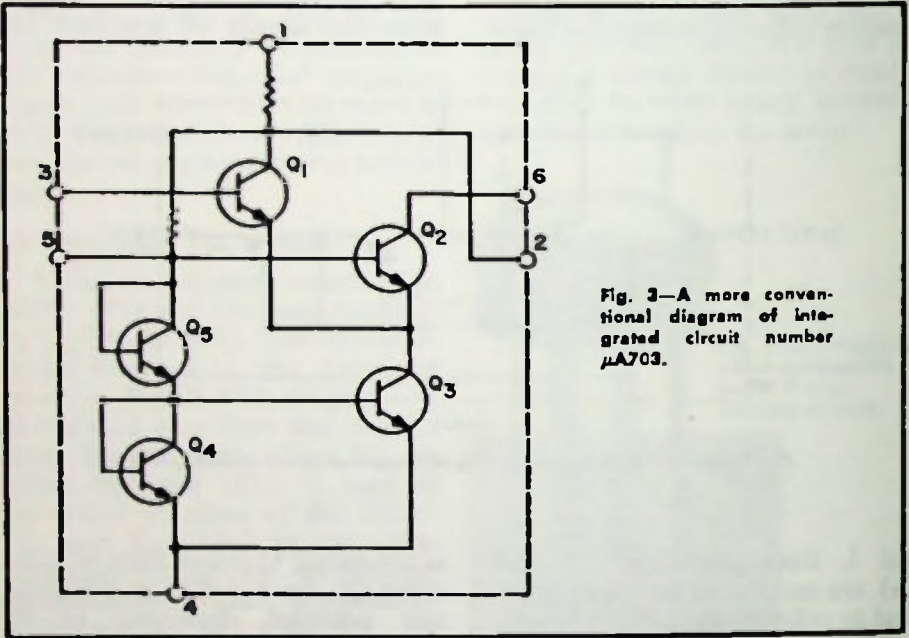 1
3
Q1
6
5
Q2
2
Q5
Q3
Q4
4
Fig. 3—A more conven-
tional diagram of inte-
grated circuit number
μA703.